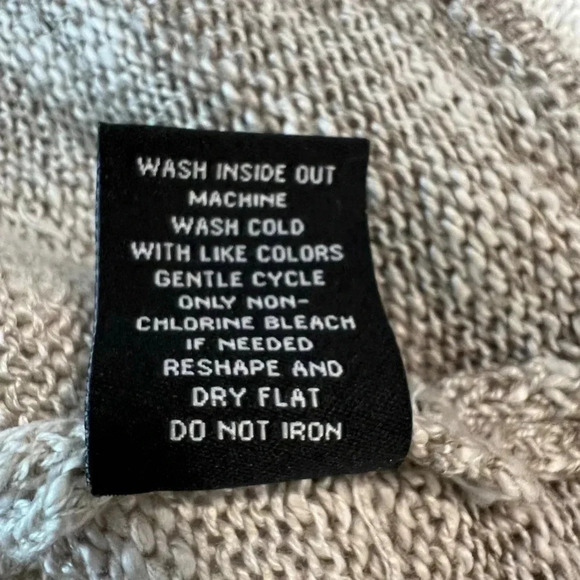 WASH INSIDE OUT
MACHINE
WASH COLD
WITH LIKE COLORS
GENTLE CYCLE
ONLY NON-
CHLORINE BLEACH
IF NEEDED
RESHAPE AND
DRY FLAT
DO NOT IRON